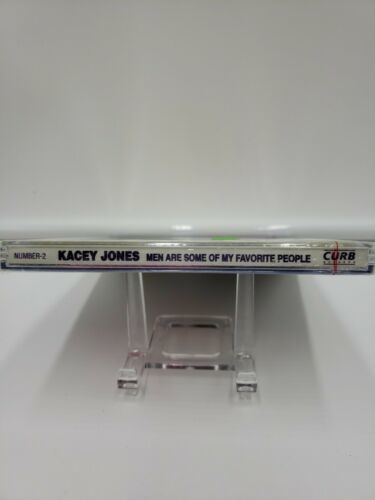 NUMBER-2 KACEY JONES MEN ARE SOME OF MY FAVORITE PEOPLE CURB